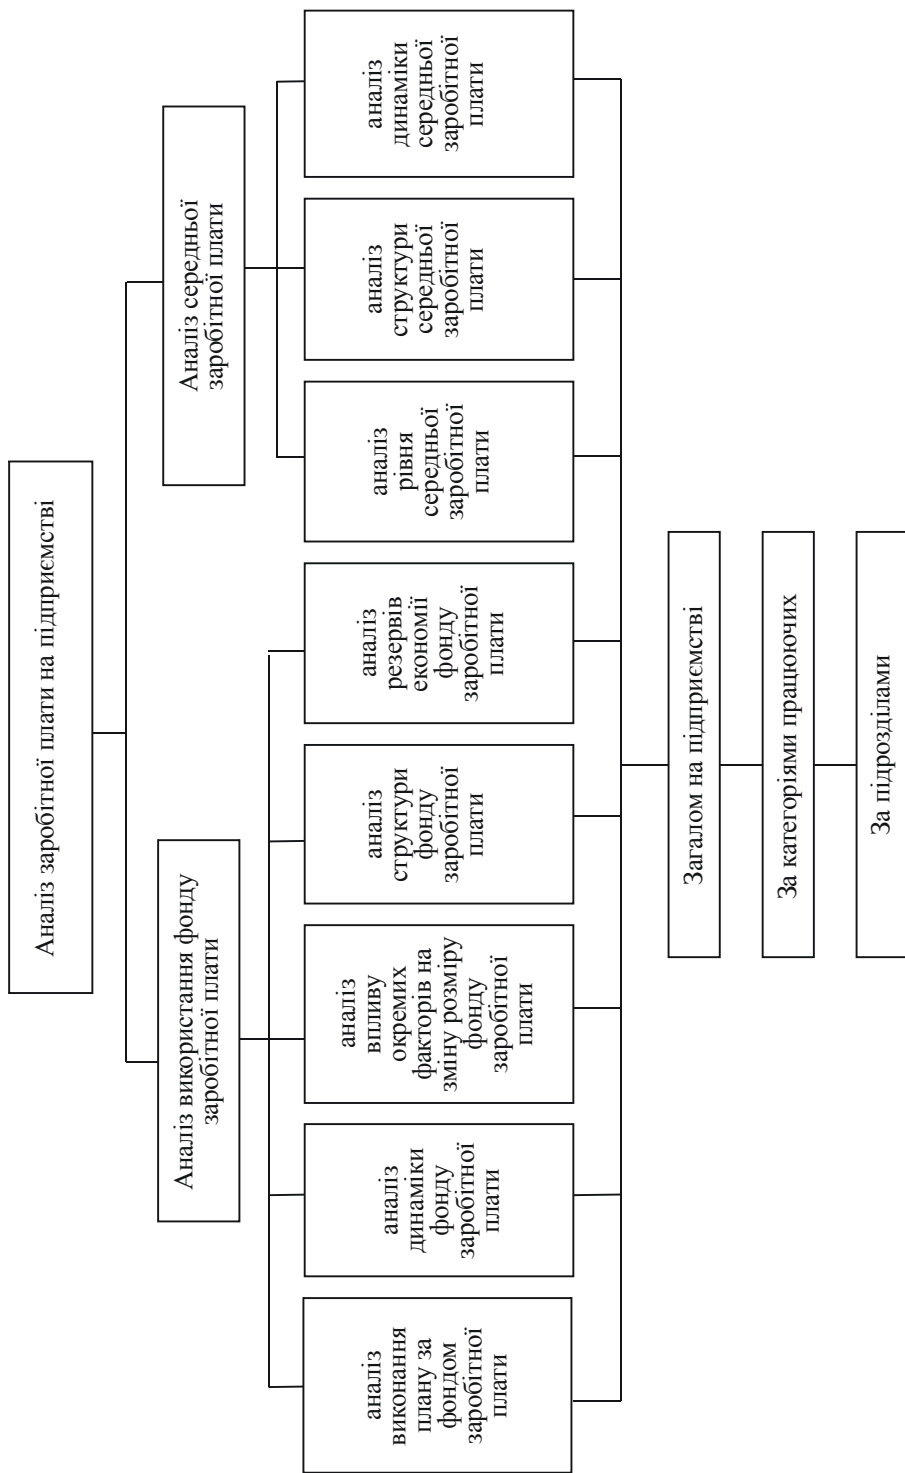 Аналіз заробітної плати на підприємстві
Аналіз використання фонду
заробітної плати
Аналіз середньої
заробітної плати
аналіз
виконання
плану за
фондом
заробітної
плати
аналіз
динаміки
фонду
заробітної
плати
аналіз
впливу
окремих
факторів на
зміну розміру
фонду
заробітної
плати
аналіз
структури
фонду
заробітної
плати
аналіз
резервів
економії
фонду
заробітної
плати
аналіз
рівня
середньої
заробітної
плати
аналіз
структури
середньої
заробітної
плати
аналіз
динаміки
середньої
заробітної
плати
Загалом на підприємстві
За категоріями працюючих
За підрозділами